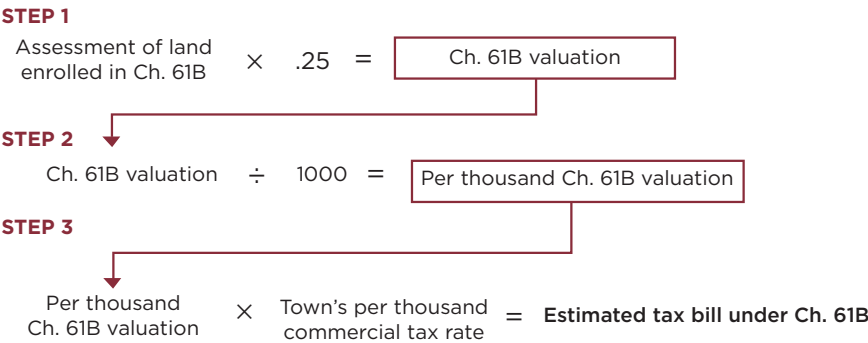 STEP 1
Assessment of land
enrolled in Ch. 61B × .25 = Ch. 61B valuation
STEP 2
Ch. 61B valuation ÷ 1000 = Per thousand Ch. 61B valuation
STEP 3
Per thousand
Ch. 61B valuation × Town's per thousand
commercial tax rate = Estimated tax bill under Ch. 61B